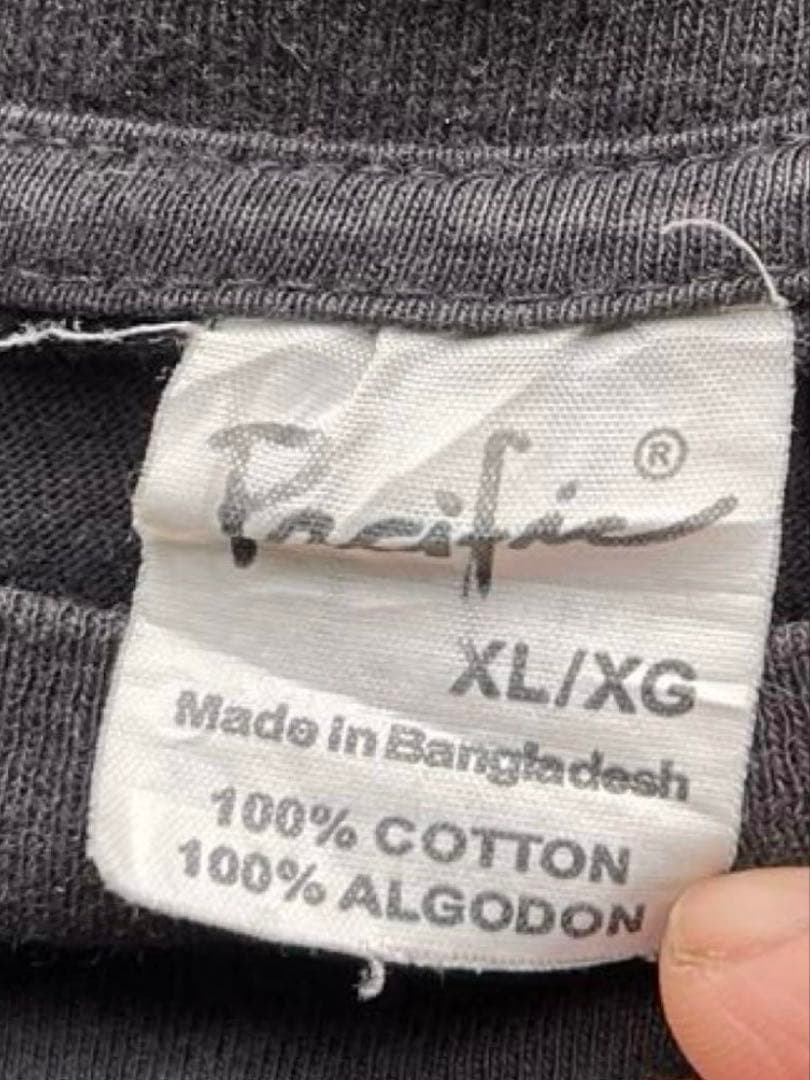 Pacific ®
XL/XG
Made in Bangladesh
100% COTTON
100% ALGODON